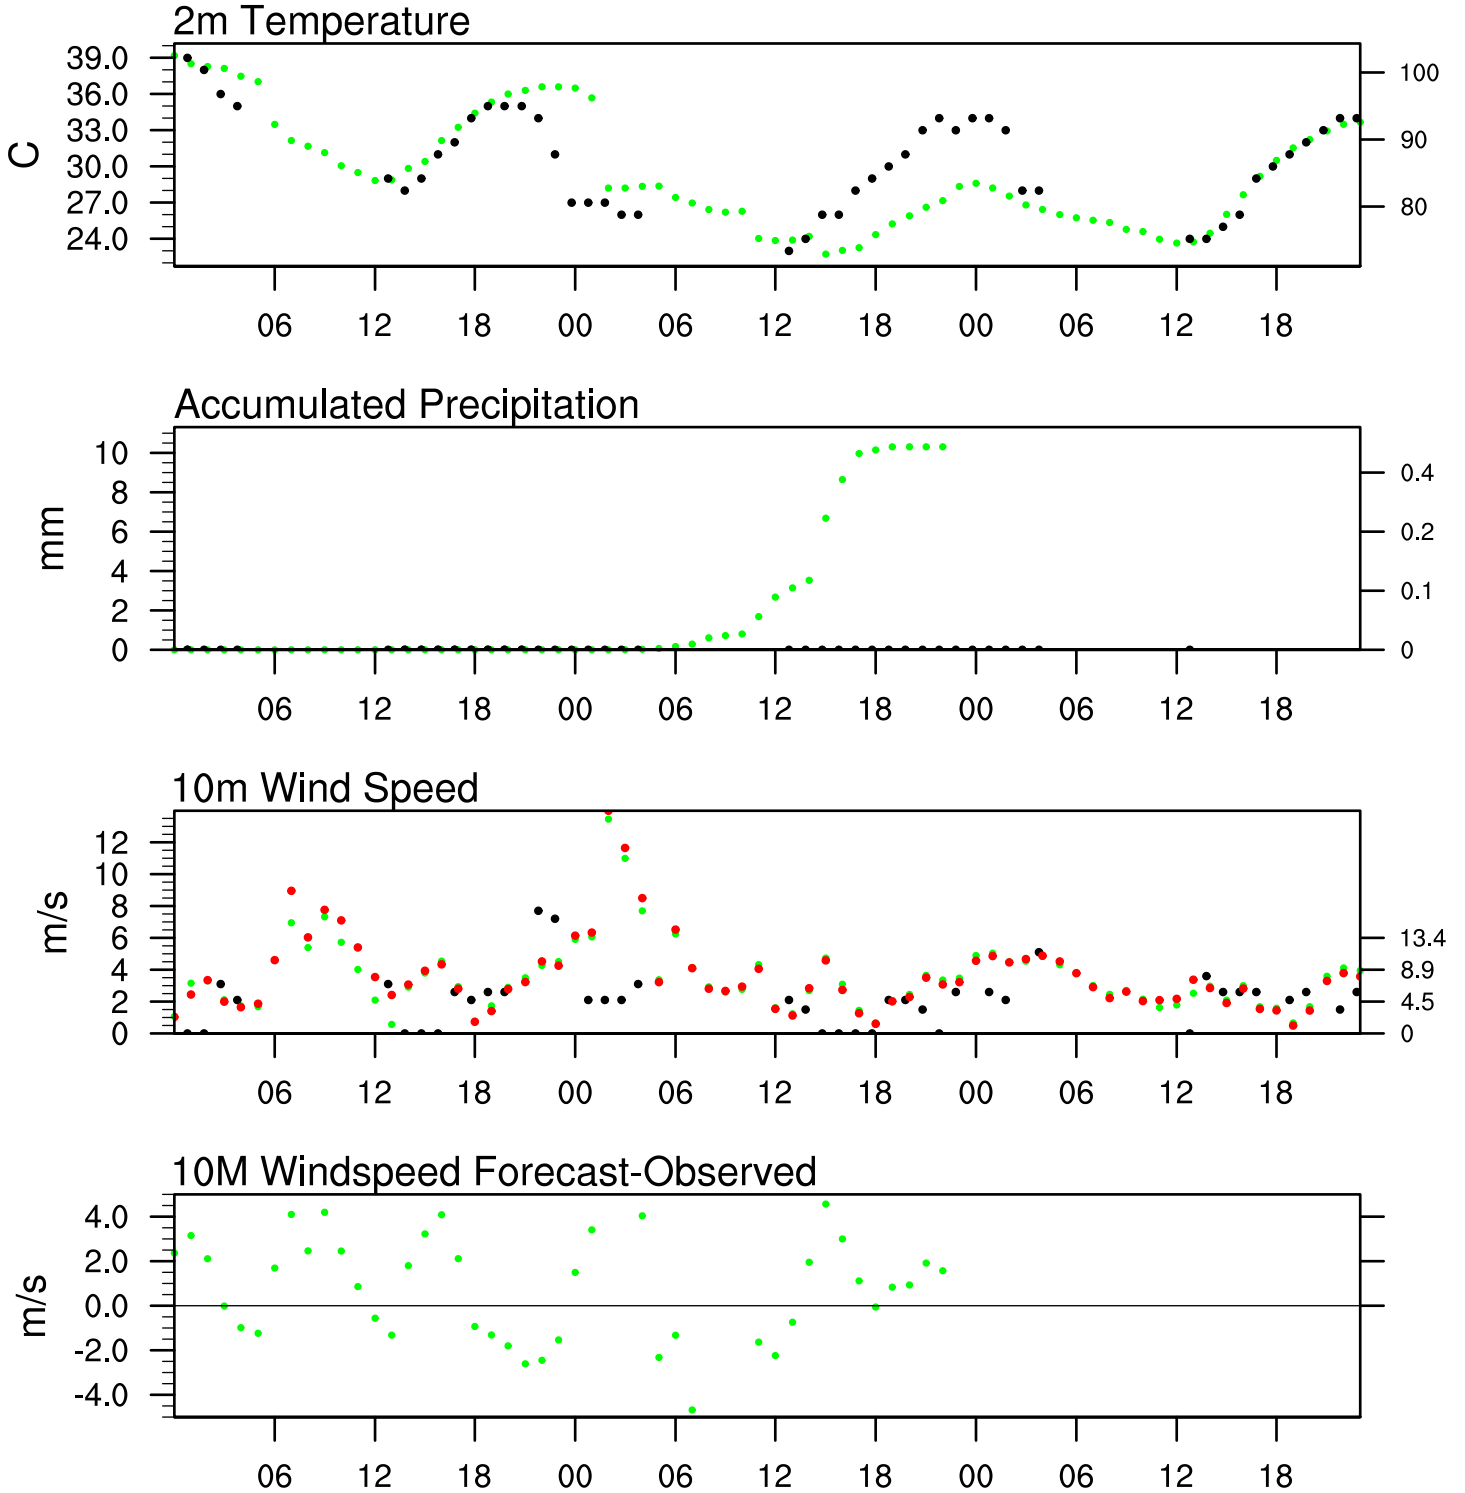 2m Temperature
39.0
36.0
33.0
30.0
27.0
24.0
C
100
90
80
06 12 18 00 06 12 18 00 06 12 18
Accumulated Precipitation
10
8
6
4
2
0
mm
0.4
0.2
0.1
0
06 12 18 00 06 12 18 00 06 12 18
10m Wind Speed
12
10
8
6
4
2
0
m/s
13.4
8.9
4.5
0
06 12 18 00 06 12 18 00 06 12 18
10M Windspeed Forecast-Observed
4.0
2.0
0.0
-2.0
-4.0
m/s
06 12 18 00 06 12 18 00 06 12 18